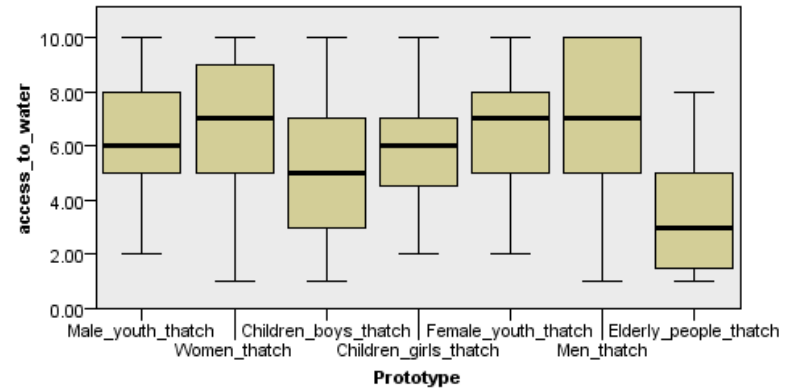 access_to_water
10.00
8.00
6.00
4.00
2.00
0.00
Male_youth_thatch Children_boys_thatch Female_youth_thatch Elderly_people_thatch
Women_thatch Children_girls_thatch Men_thatch
Prototype